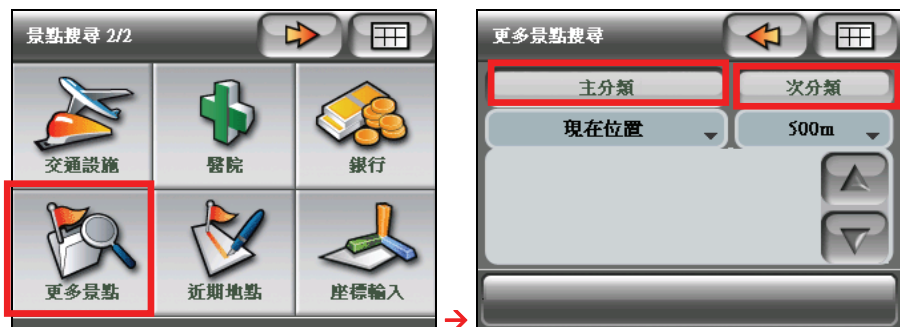 景點搜尋 2/2
交通設施 醫院 銀行
更多景點 近期地點 座標輸入
更多景點搜尋
主分類 次分類
現在位置 500m